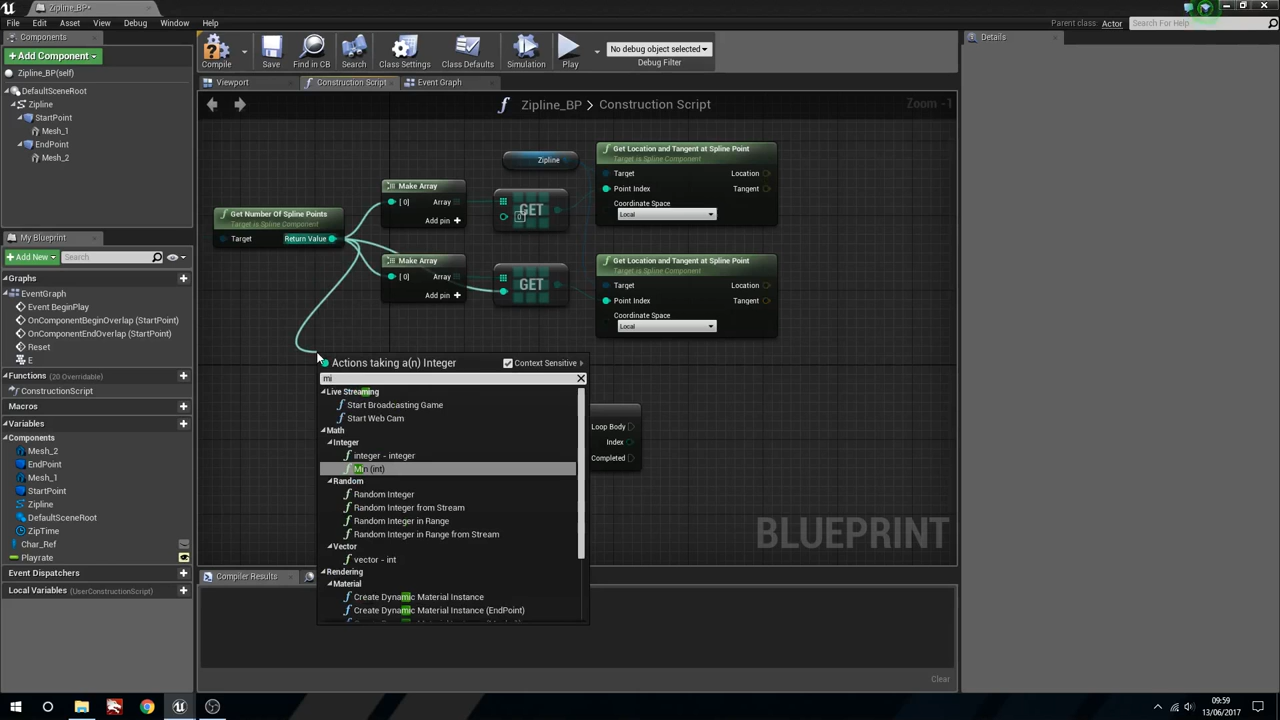 Zipline_BP*
File Edit Asset View Debug Window Help
Parent class: Actor
Search For Help
Components
Details
+ Add Component
Zipline_BP(self)
DefaultSceneRoot
Zipline
StartPoint
Mesh_1
EndPoint
Mesh_2
Compile
Save
Find in CB
Search
Class Settings
Class Defaults
Simulation
Play
No debug object selected
Debug Filter
Viewport
Construction Script
Event Graph
f Zipline_BP > Construction Script
Zoom -1
Zipline
Make Array
[0] Array
Add pin +
GET
0
Get Number Of Spline Points
Target is Spline Component
Target Return Value
Make Array
[0] Array
Add pin +
GET
Get Location and Tangent at Spline Point
Target is Spline Component
Target Location
Point Index Tangent
Coordinate Space
Local
Get Location and Tangent at Spline Point
Target is Spline Component
Target Location
Point Index Tangent
Coordinate Space
Local
Loop Body
Index
Completed
BLUEPRINT
Actions taking a(n) Integer
Context Sensitive
mi
Live Streaming
f Start Broadcasting Game
f Start Web Cam
Math
Integer
f integer - integer
f Min (int)
Random
f Random Integer
f Random Integer from Stream
f Random Integer in Range
f Random Integer in Range from Stream
Vector
f vector - int
Rendering
Material
f Create Dynamic Material Instance
f Create Dynamic Material Instance (EndPoint)
My Blueprint
+ Add New
Search
Graphs
EventGraph
Event BeginPlay
OnComponentBeginOverlap (StartPoint)
OnComponentEndOverlap (StartPoint)
Reset
E
Functions (20 Overridable)
ConstructionScript
Macros
Variables
Components
Mesh_2
EndPoint
Mesh_1
StartPoint
Zipline
DefaultSceneRoot
ZipTime
Char_Ref
Playrate
Event Dispatchers
Local Variables (UserConstructionScript)
Compiler Results
Clear
09:59
13/06/2017